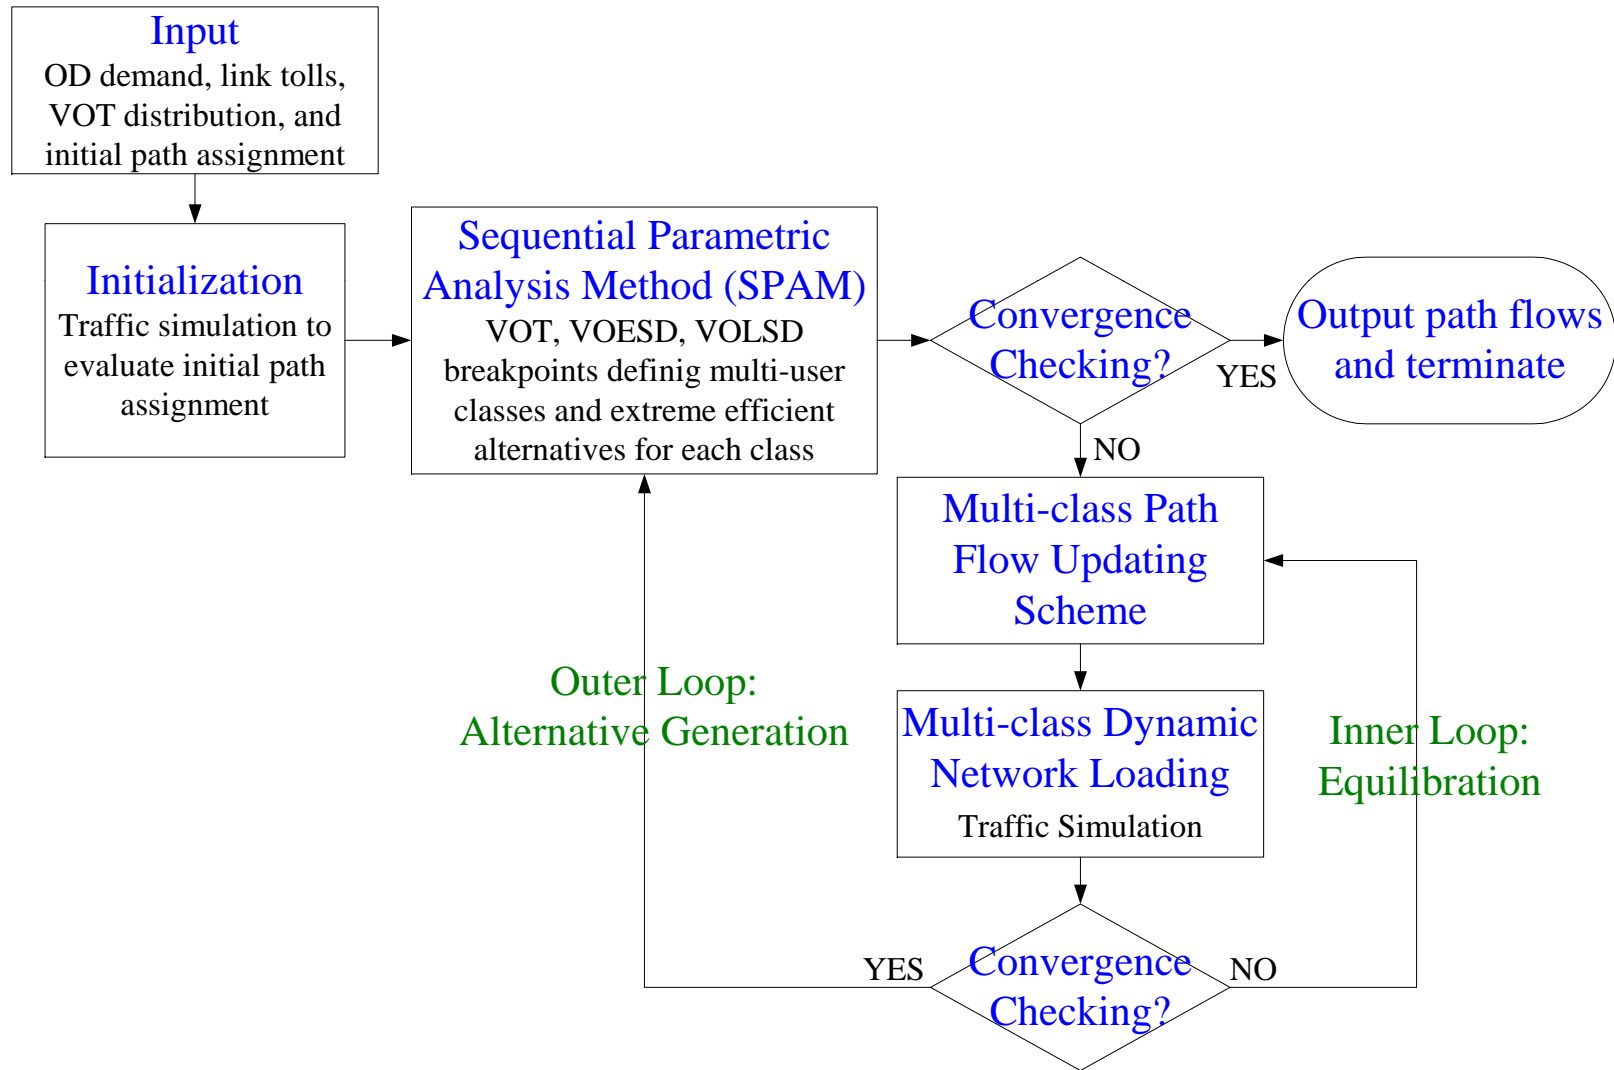 Input
OD demand, link tolls,
VOT distribution, and
initial path assignment
Initialization
Traffic simulation to
evaluate initial path
assignment
Sequential Parametric
Analysis Method (SPAM)
VOT, VOESD, VOLSD
breakpoints definig multi-user
classes and extreme efficient
alternatives for each class
Convergence
Checking?
YES
NO
Output path flows
and terminate
Multi-class Path
Flow Updating
Scheme
Outer Loop:
Alternative Generation
Multi-class Dynamic
Network Loading
Traffic Simulation
Inner Loop:
Equilibration
YES
Convergence
Checking?
NO